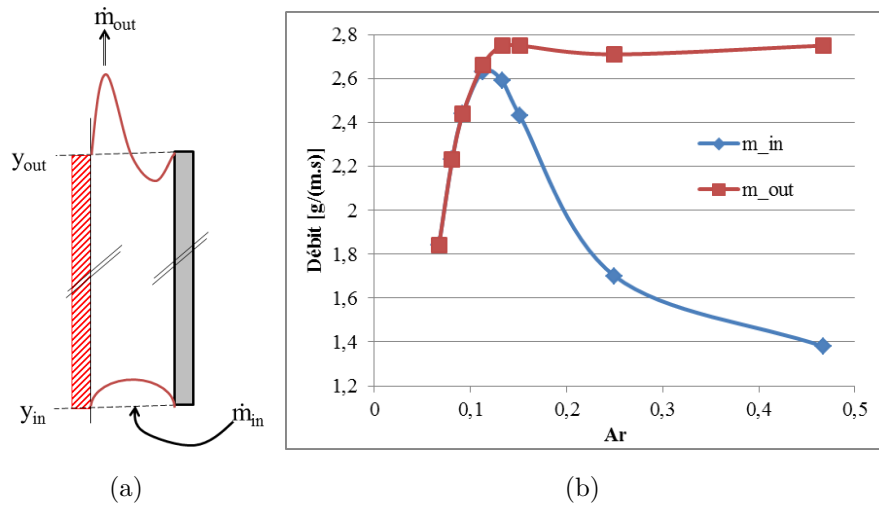 ṁout
yout
yin
ṁin
(a)
Débit [g/(m.s)]
2,8
2,6
2,4
2,2
2
1,8
1,6
1,4
1,2
0
0,1
0,2
0,3
0,4
0,5
Ar
m_in
m_out
(b)